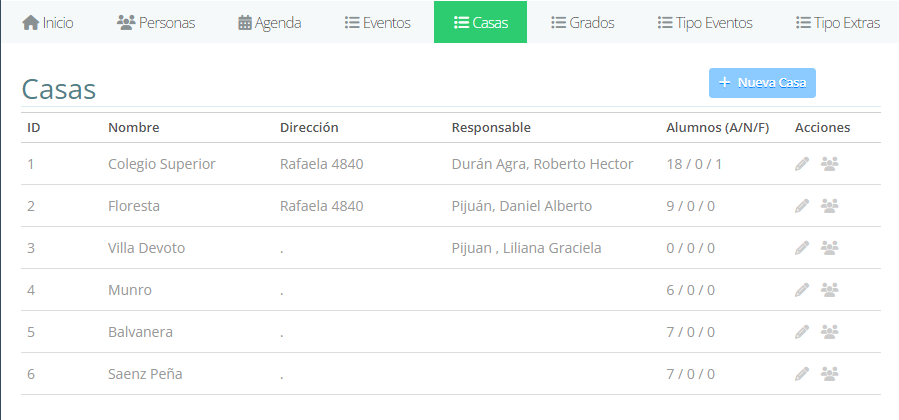 Inicio Personas Agenda Eventos Casas Grados Tipo Eventos Tipo Extras
Casas + Nueva Casa
ID Nombre Dirección Responsable Alumnos (A/N/F) Acciones
1 Colegio Superior Rafaela 4840 Durán Agra, Roberto Hector 18 / 0 / 1
2 Floresta Rafaela 4840 Pijuán, Daniel Alberto 9 / 0 / 0
3 Villa Devoto . Pijuan , Liliana Graciela 0 / 0 / 0
4 Munro . 6 / 0 / 0
5 Balvanera . 7 / 0 / 0
6 Saenz Peña . 7 / 0 / 0